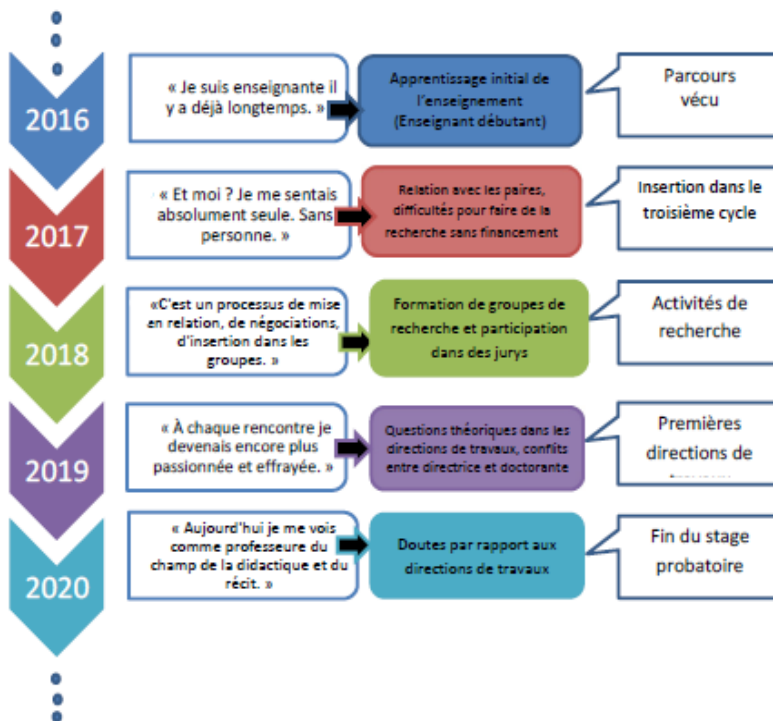 2016
« Je suis enseignante il
y a déjà longtemps. »
Apprentissage initial de
l'enseignement
(Enseignant débutant)
Parcours
vécu
2017
« Et moi ? Je me sentais
absolument seule. Sans
personne. »
Relation avec les paires,
difficultés pour faire de la
recherche sans financement
Insertion dans le
troisième cycle
2018
«C'est un processus de mise
en relation, de négociations,
d'insertion dans les
groupes. »
Formation de groupes de
recherche et participation
dans des jurys
Activités de
recherche
2019
« À chaque rencontre je
devenais encore plus
passionnée et effrayée. »
Questions théoriques dans les
directions de travaux, conflits
entre directrice et doctorante
Premières
directions de
2020
« Aujourd'hui je me vois
comme professeure du
champ de la didactique et du
récit. »
Doutes par rapport aux
directions de travaux
Fin du stage
probatoire